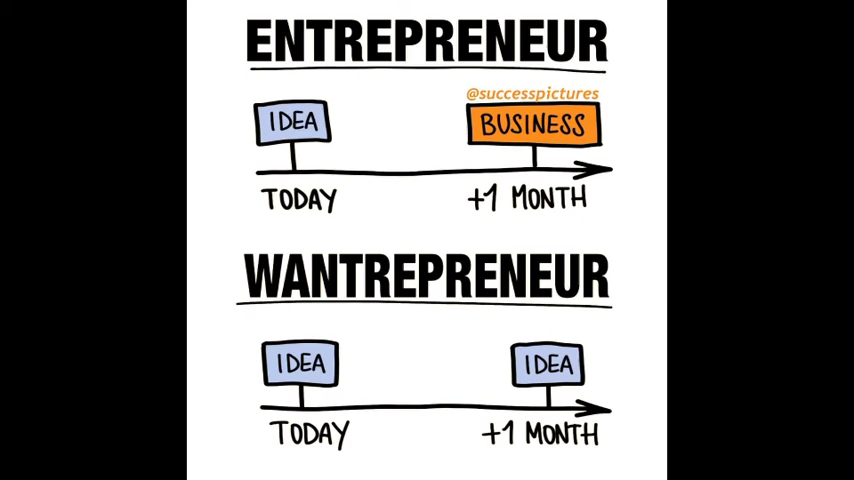 ENTREPRENEUR
@successpictures
IDEA BUSINESS
TODAY +1 MONTH
WANTREPRENEUR
IDEA IDEA
TODAY +1 MONTH